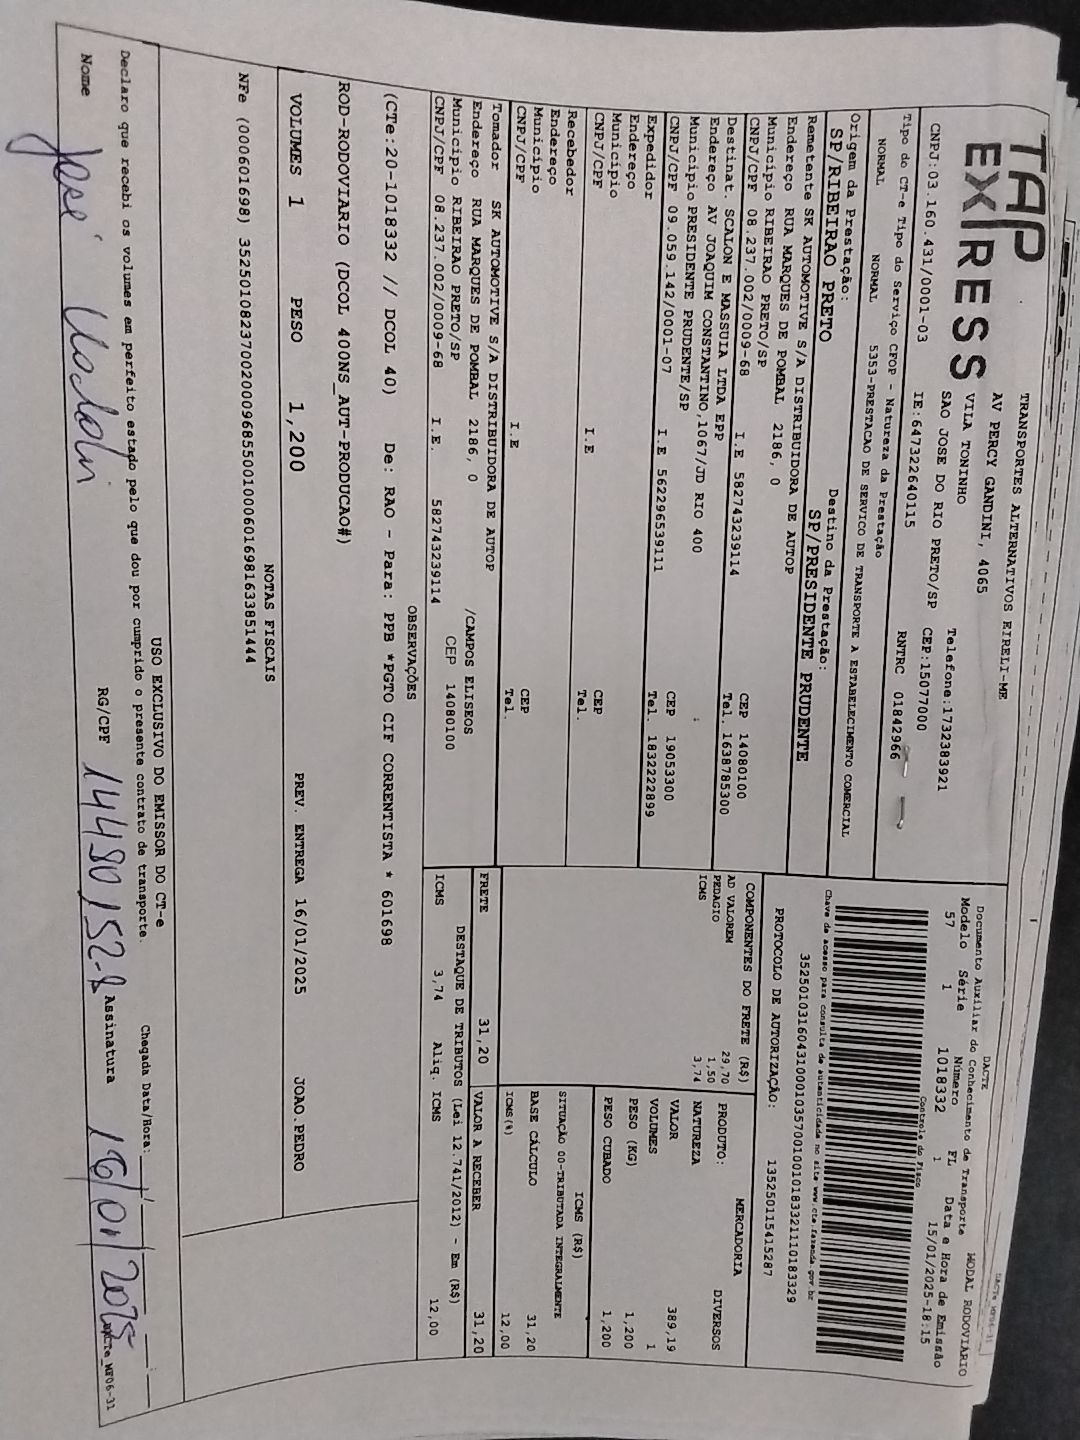 TAP
EXPRESS
TRANSPORTES ALTERNATIVOS EIRELI-ME
AV PERCY GANDINI, 4065
VILA TONINHO
SAO JOSE DO RIO PRETO/SP
Telefone:1732383921
CEP:15077000
CNPJ:03.160.431/0001-03
IE:647322640115
RNTRC 01842966
Tipo do CT-e Tipo do Serviço CFOP - Natureza da Prestação
NORMAL NORMAL 5353-PRESTACAO DE SERVICO DE TRANSPORTE A ESTABELECIMENTO COMERCIAL
Origem da Prestação: Destino da Prestação:
SP/RIBEIRAO PRETO SP/PRESIDENTE PRUDENTE
Remetente SK AUTOMOTIVE S/A DISTRIBUIDORA DE AUTOP
Endereço RUA MARQUES DE POMBAL 2186, 0
Município RIBEIRAO PRETO/SP CEP 14080100
CNPJ/CPF 08.237.002/0009-68 I.E 582743239114 Tel. 1638785300
Destinat. SCALON E MASSUIA LTDA EPP
Endereço AV JOAQUIM CONSTANTINO,1067/JD RIO 400
Município PRESIDENTE PRUDENTE/SP CEP 19053300
CNPJ/CPF 09.059.142/0001-07 I.E 562296539111 Tel. 1832222899
Expedidor
Endereço
Município CEP
CNPJ/CPF I.E Tel.
Recebedor
Endereço
Município CEP
CNPJ/CPF I.E Tel.
Tomador SK AUTOMOTIVE S/A DISTRIBUIDORA DE AUTOP
Endereço RUA MARQUES DE POMBAL 2186, 0 /CAMPOS ELISEOS
Município RIBEIRAO PRETO/SP CEP 14080100
CNPJ/CPF 08.237.002/0009-68 I.E. 582743239114
DACTE
Documento Auxiliar do Conhecimento de Transporte MODAL RODOVIÁRIO
Modelo Série Número FL Data e Hora de Emissão
57 1 1018332 1 15/01/2025-18:15
Controle do Fisco
Chave de acesso para consulta de autenticidade no site www.cte.fazenda.gov.br
35250103160431000103570010010183321110183329
PROTOCOLO DE AUTORIZAÇÃO: 135250115415287
COMPONENTES DO FRETE (R$)
AD VALOREM 29,70
PEDAGIO 1,50
ICMS 3,74
MERCADORIA
PRODUTO: DIVERSOS
NATUREZA
VALOR 389,19
VOLUMES 1
PESO (KG) 1,200
PESO CUBADO 1,200
ICMS (R$)
SITUAÇÃO 00-TRIBUTADA INTEGRALMENTE
BASE CÁLCULO 31,20
ICMS(%) 12,00
FRETE 31,20 VALOR A RECEBER 31,20
DESTAQUE DE TRIBUTOS (Lei 12.741/2012) - Em (R$)
ICMS 3,74 Aliq. ICMS 12,00
OBSERVAÇÕES
(CTe:20-1018332 // DCOL 40) De: RAO - Para: PPB *PGTO CIF CORRENTISTA * 601698
ROD-RODOVIARIO (DCOL 400NS_AUT-PRODUCAO#)
VOLUMES 1 PESO 1,200 PREV. ENTREGA 16/01/2025 JOAO.PEDRO
NOTAS FISCAIS
NFe (000601698) 35250108237002000968550010006016981633851444
USO EXCLUSIVO DO EMISSOR DO CT-e
Declaro que recebi os volumes em perfeito estado pelo que dou por cumprido o presente contrato de transporte. Chegada Data/Hora: __/__ __:__
Nome José RG/CPF 14480152-8 Assinatura 16/01/2025
DACTe_MF06-31